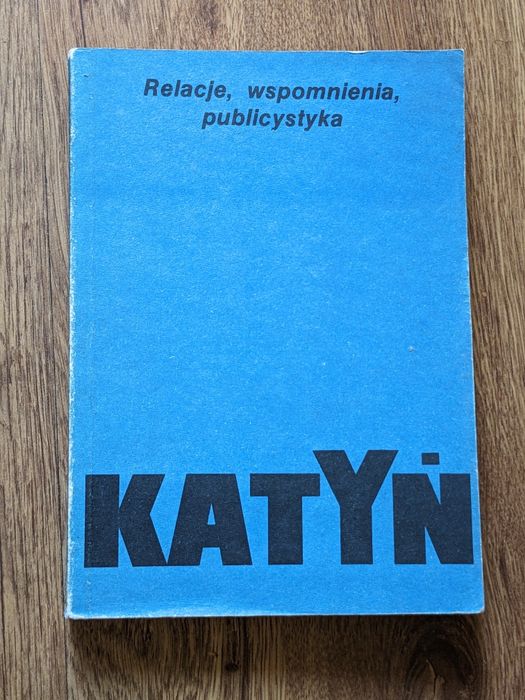 Relacje, wspomnienia,
publicystyka
KATYŃ